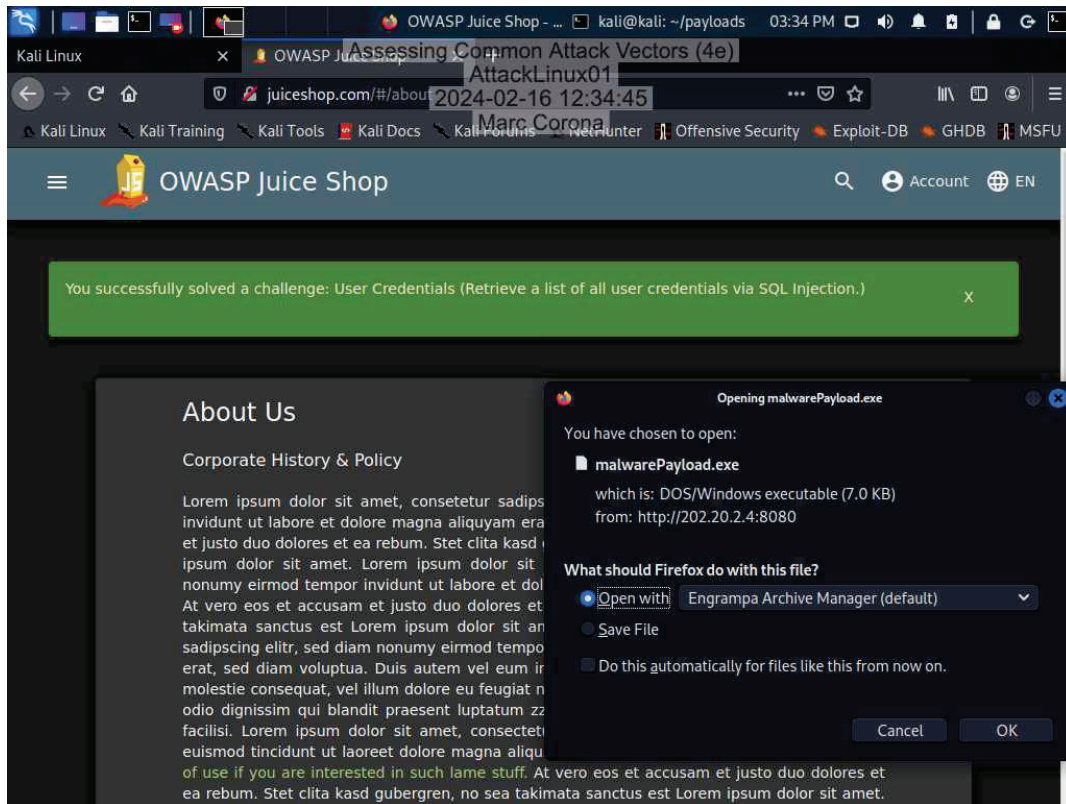 OWASP Juice Shop - ... kali@kali: ~/payloads 03:34 PM
Kali Linux
OWASP Juice Shop
Assessing Common Attack Vectors (4e)
AttackLinux01
2024-02-16 12:34:45
Marc Corona
juiceshop.com/#/about
Kali Linux Kali Training Kali Tools Kali Docs Kali Forums NetHunter Offensive Security Exploit-DB GHDB MSFU
OWASP Juice Shop
Account EN
You successfully solved a challenge: User Credentials (Retrieve a list of all user credentials via SQL Injection.) X
About Us
Corporate History & Policy
Lorem ipsum dolor sit amet, consetetur sadips
invidunt ut labore et dolore magna aliquyam era
et justo duo dolores et ea rebum. Stet clita kasd
ipsum dolor sit amet. Lorem ipsum dolor sit
nonumy eirmod tempor invidunt ut labore et dol
At vero eos et accusam et justo duo dolores et
takimata sanctus est Lorem ipsum dolor sit am
sadipscing elitr, sed diam nonumy eirmod tempo
erat, sed diam voluptua. Duis autem vel eum ir
molestie consequat, vel illum dolore eu feugiat n
odio dignissim qui blandit praesent luptatum zz
facilisi. Lorem ipsum dolor sit amet, consectetu
euismod tincidunt ut laoreet dolore magna aliqu
of use if you are interested in such lame stuff. At vero eos et accusam et justo duo dolores et
ea rebum. Stet clita kasd gubergren, no sea takimata sanctus est Lorem ipsum dolor sit amet.
Opening malwarePayload.exe
You have chosen to open:
malwarePayload.exe
which is: DOS/Windows executable (7.0 KB)
from: http://202.20.2.4:8080
What should Firefox do with this file?
Open with Engrampa Archive Manager (default)
Save File
Do this automatically for files like this from now on.
Cancel OK